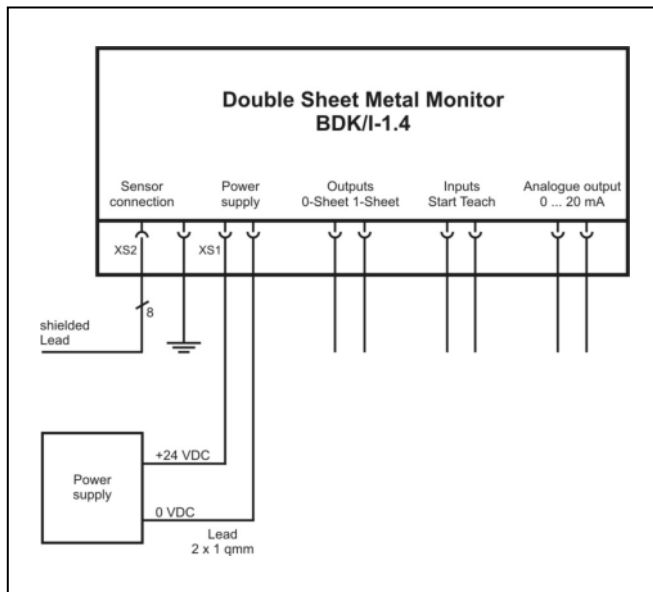 Double Sheet Metal Monitor
BDK/I-1.4
Sensor
connection
Power
supply
Outputs
0-Sheet 1-Sheet
Inputs
Start Teach
Analogue output
0 ... 20 mA
XS2
XS1
8
shielded
Lead
+24 VDC
Power
supply
0 VDC
Lead
2 x 1 qmm